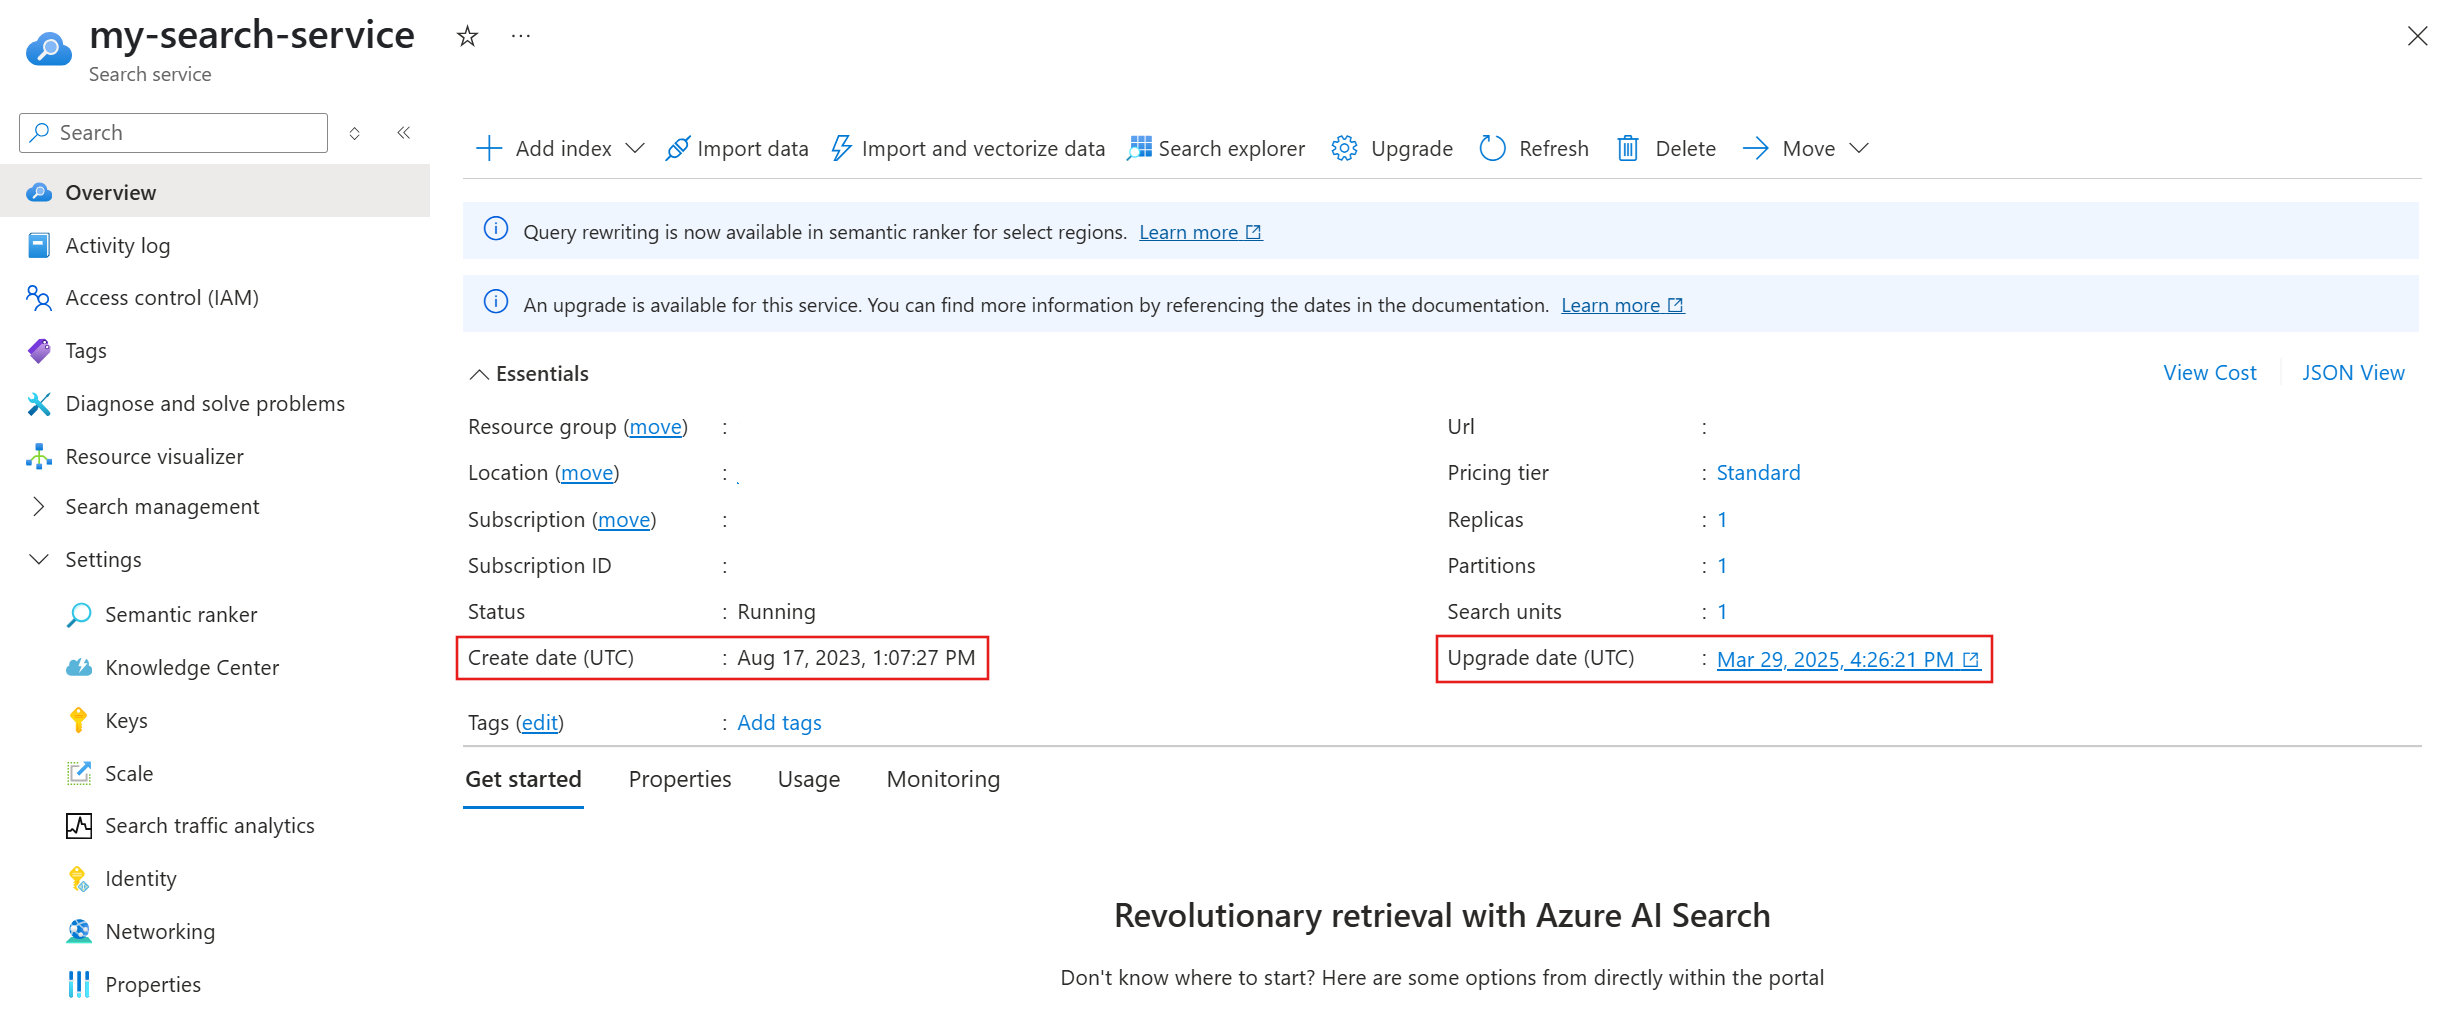 my-search-service
Search service
Search
Overview
Activity log
Access control (IAM)
Tags
Diagnose and solve problems
Resource visualizer
Search management
Settings
Semantic ranker
Knowledge Center
Keys
Scale
Search traffic analytics
Identity
Networking
Properties
Add index Import data Import and vectorize data Search explorer Upgrade Refresh Delete Move
Query rewriting is now available in semantic ranker for select regions. Learn more
An upgrade is available for this service. You can find more information by referencing the dates in the documentation. Learn more
Essentials
View Cost JSON View
Resource group (move) :
Location (move) :
Subscription (move) :
Subscription ID :
Status : Running
Create date (UTC) : Aug 17, 2023, 1:07:27 PM
Tags (edit) : Add tags
Url :
Pricing tier : Standard
Replicas : 1
Partitions : 1
Search units : 1
Upgrade date (UTC) : Mar 29, 2025, 4:26:21 PM
Get started Properties Usage Monitoring
Revolutionary retrieval with Azure AI Search
Don't know where to start? Here are some options from directly within the portal